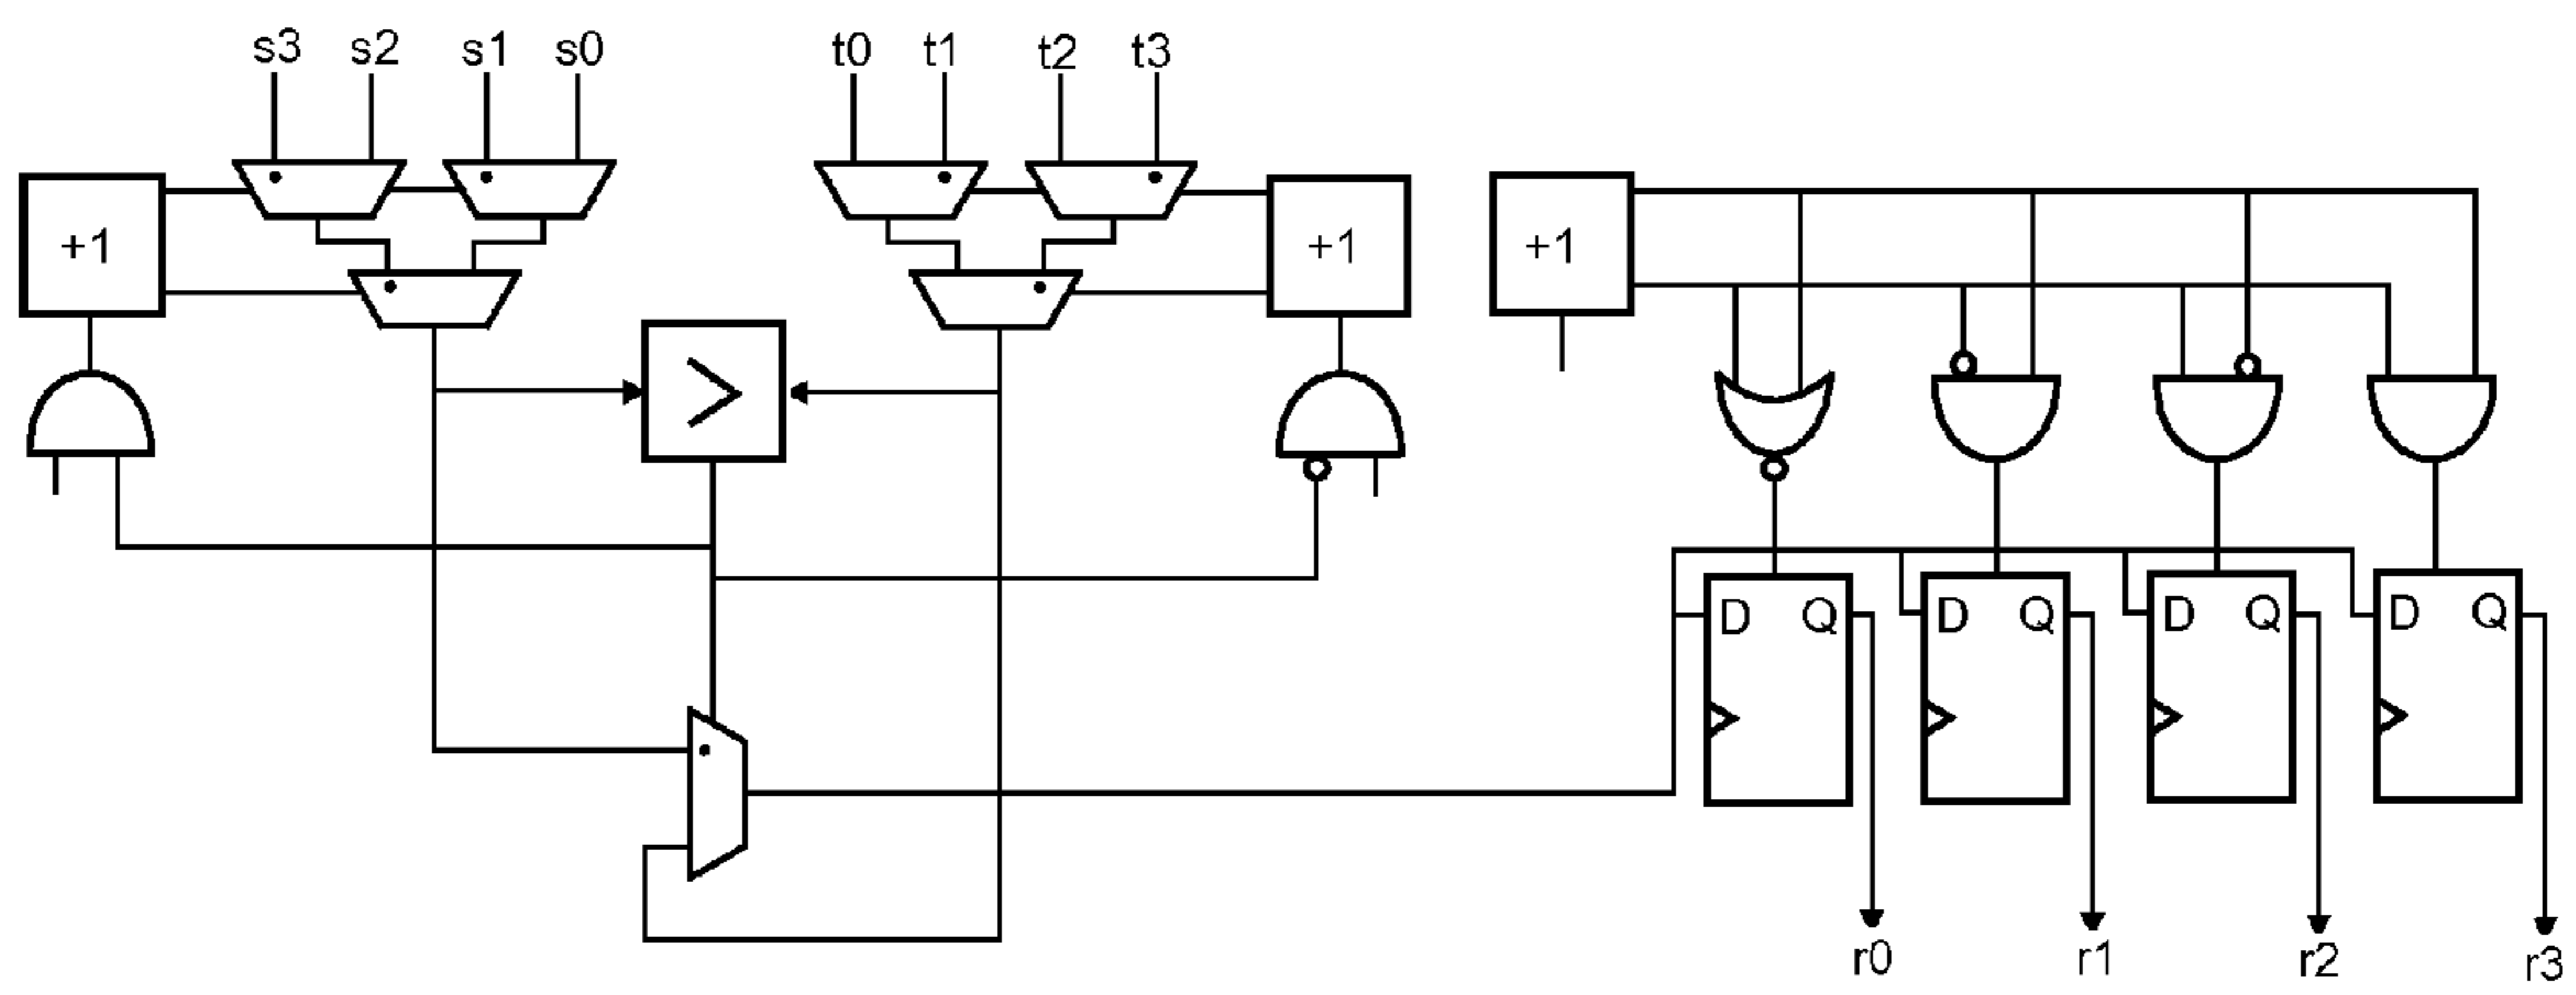 s3 s2 s1 s0 t0 t1 t2 t3
+1 +1 +1
>
D Q D Q D Q D Q
r0 r1 r2 r3